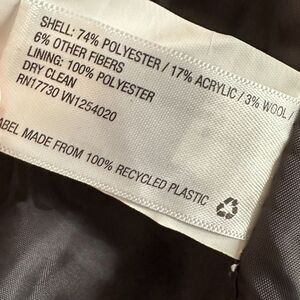 SHELL: 74% POLYESTER / 17% ACRYLIC / 3% WOOL /
6% OTHER FIBERS
LINING: 100% POLYESTER
DRY CLEAN
RN17730 VN1254020
ABEL MADE FROM 100% RECYCLED PLASTIC